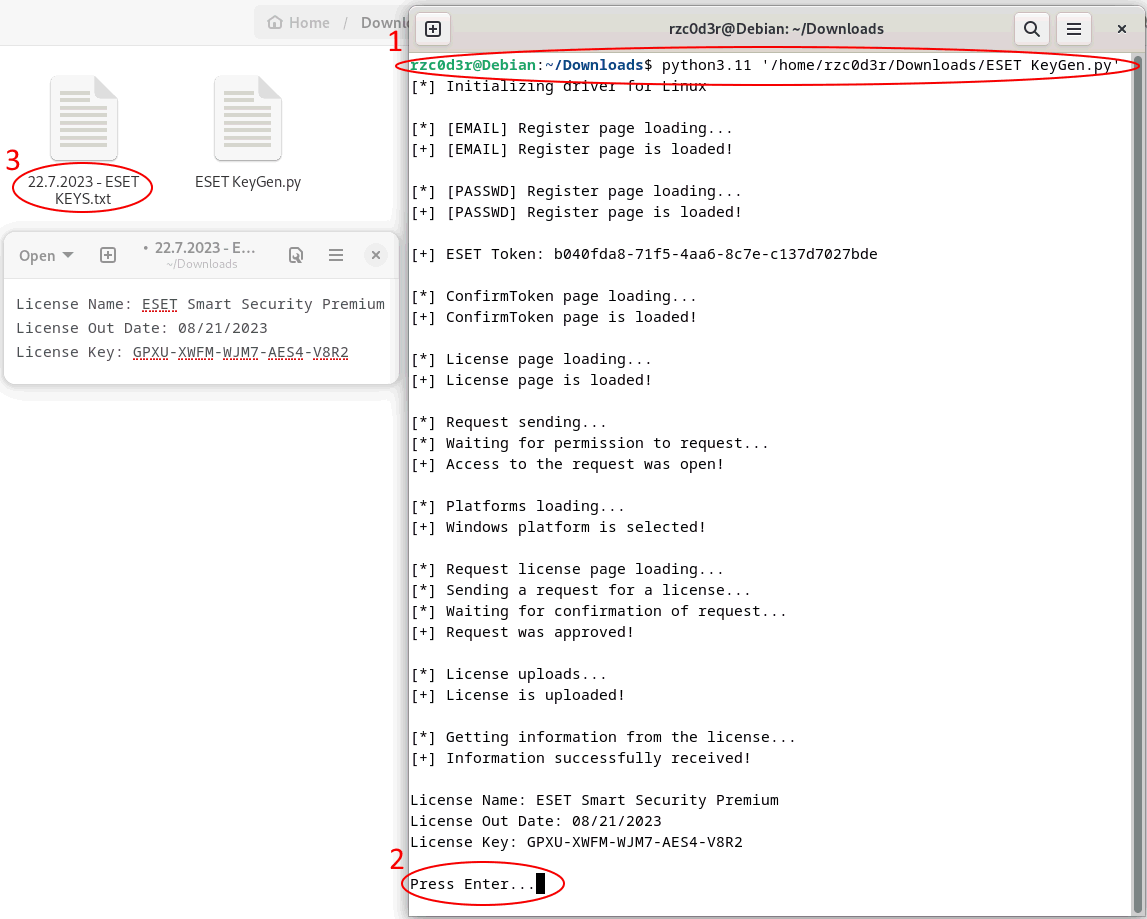 Home / Downl
1
rzc0d3r@Debian: ~/Downloads
rzc0d3r@Debian:~/Downloads$ python3.11 '/home/rzc0d3r/Downloads/ESET KeyGen.py'
[*] Initializing driver for Linux
[*] [EMAIL] Register page loading...
[+] [EMAIL] Register page is loaded!
[*] [PASSWD] Register page loading...
[+] [PASSWD] Register page is loaded!
[+] ESET Token: b040fda8-71f5-4aa6-8c7e-c137d7027bde
[*] ConfirmToken page loading...
[+] ConfirmToken page is loaded!
[*] License page loading...
[+] License page is loaded!
[*] Request sending...
[*] Waiting for permission to request...
[+] Access to the request was open!
[*] Platforms loading...
[+] Windows platform is selected!
[*] Request license page loading...
[*] Sending a request for a license...
[*] Waiting for confirmation of request...
[+] Request was approved!
[*] License uploads...
[+] License is uploaded!
[*] Getting information from the license...
[+] Information successfully received!
License Name: ESET Smart Security Premium
License Out Date: 08/21/2023
License Key: GPXU-XWFM-WJM7-AES4-V8R2
2
Press Enter...
3
22.7.2023 - ESET
KEYS.txt
ESET KeyGen.py
Open
• 22.7.2023 - E...
~/Downloads
License Name: ESET Smart Security Premium
License Out Date: 08/21/2023
License Key: GPXU-XWFM-WJM7-AES4-V8R2